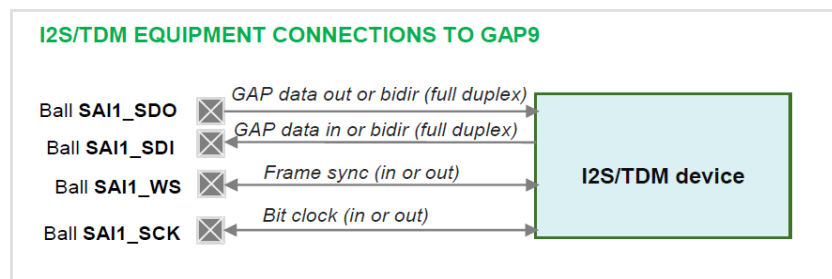 I2S/TDM EQUIPMENT CONNECTIONS TO GAP9
Ball SAI1_SDO
GAP data out or bidir (full duplex)
Ball SAI1_SDI
GAP data in or bidir (full duplex)
Ball SAI1_WS
Frame sync (in or out)
Ball SAI1_SCK
Bit clock (in or out)
I2S/TDM device